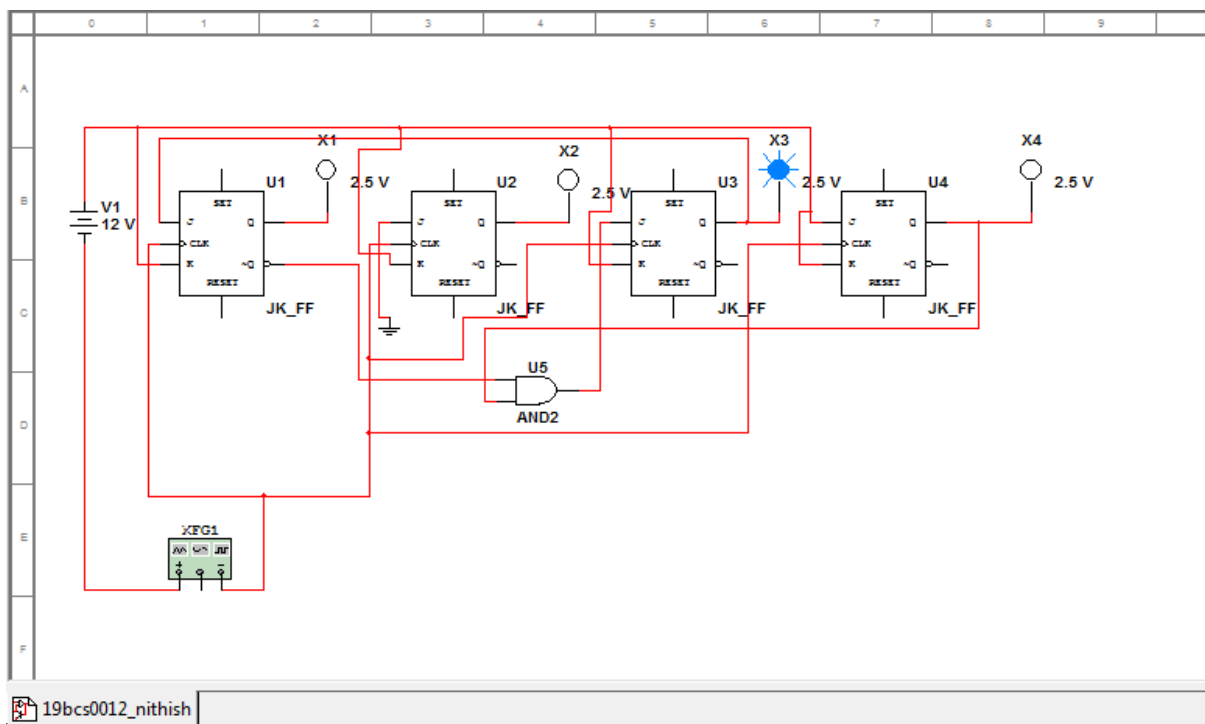 0 1 2 3 4 5 6 7 8 9
A
B
C
D
E
F
V1
12 V
X1
2.5 V
U1
SET
J Q
CLK
K ~Q
RESET
JK_FF
X2
2.5 V
U2
SET
J Q
CLK
K ~Q
RESET
JK_FF
X3
2.5 V
U3
SET
J Q
CLK
K ~Q
RESET
JK_FF
X4
2.5 V
U4
SET
J Q
CLK
K ~Q
RESET
JK_FF
U5
AND2
XFG1
+ −
19bcs0012_nithish